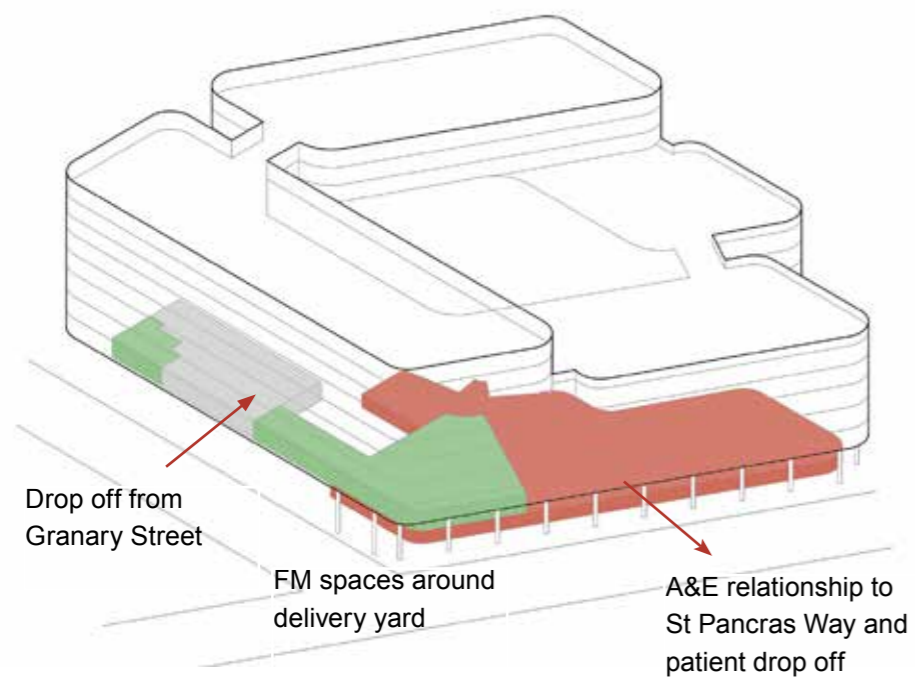 Drop off from
Granary Street
FM spaces around
delivery yard
A&E relationship to
St Pancras Way and
patient drop off